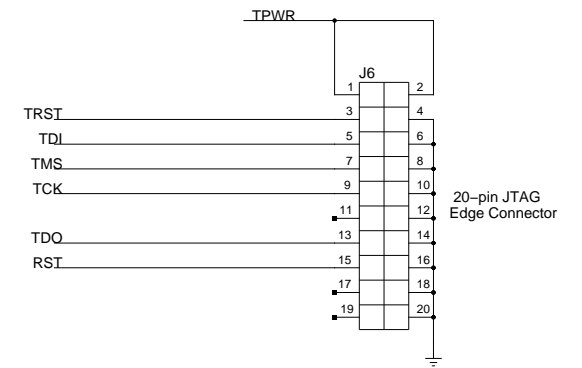 TPWR
J6
1 2
TRST 3 4
TDI 5 6
TMS 7 8
TCK 9 10
20−pin JTAG
Edge Connector
11 12
TDO 13 14
RST 15 16
17 18
19 20